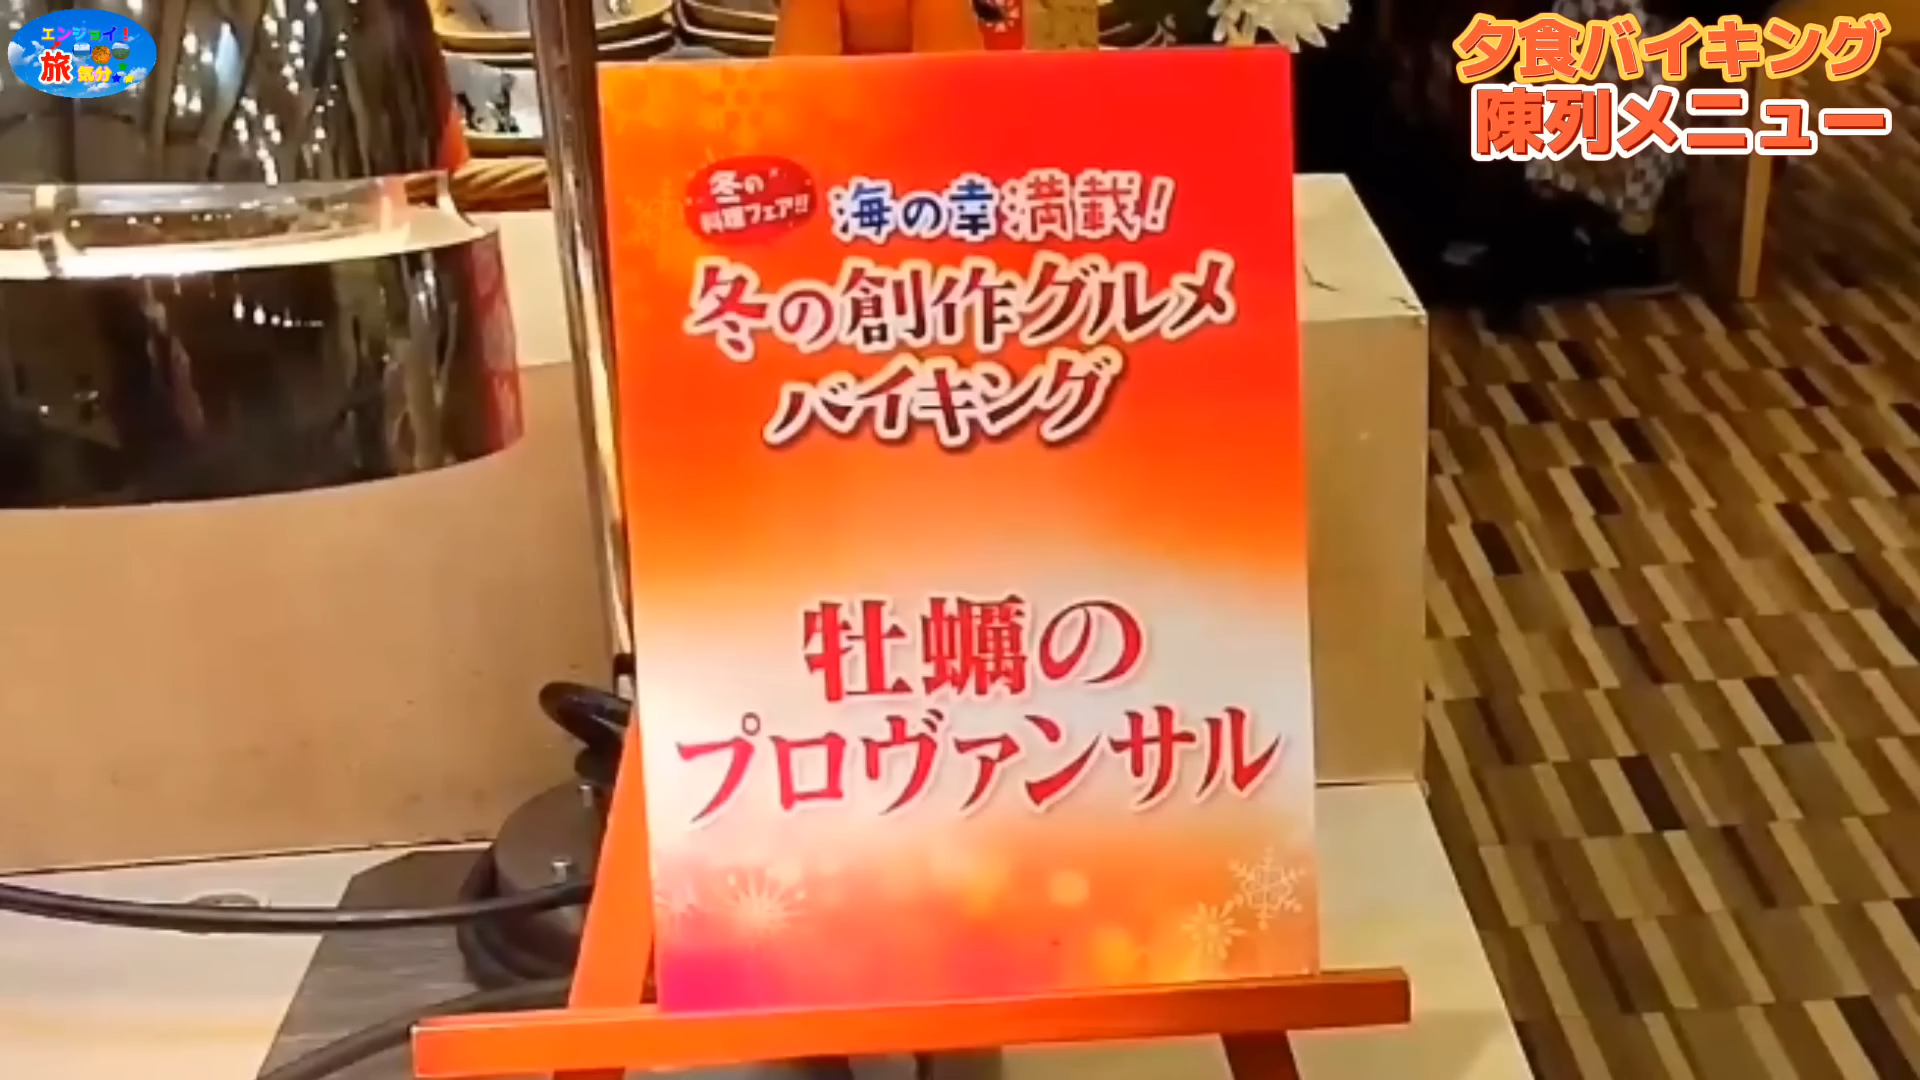 エンジョイ!
旅気分
夕食バイキング
陳列メニュー
冬の
料理フェア!!
海の幸満載!
冬の創作グルメ
バイキング
牡蠣の
プロヴァンサル